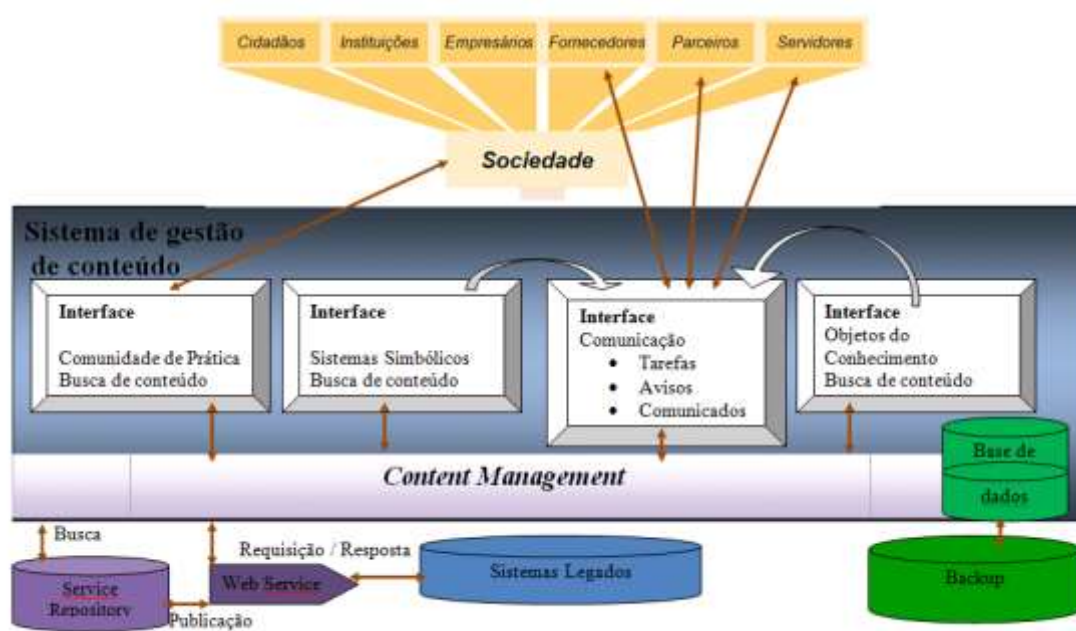 Cidadãos
Instituições
Empresários
Fornecedores
Parceiros
Servidores
Sociedade
Sistema de gestão
de conteúdo
Interface
Comunidade de Prática
Busca de conteúdo
Interface
Sistemas Simbólicos
Busca de conteúdo
Interface
Comunicação
• Tarefas
• Avisos
• Comunicados
Interface
Objetos do
Conhecimento
Busca de conteúdo
Content Management
Base de
dados
Busca
Requisição / Resposta
Service
Repository
Web Service
Sistemas Legados
Backup
Publicação